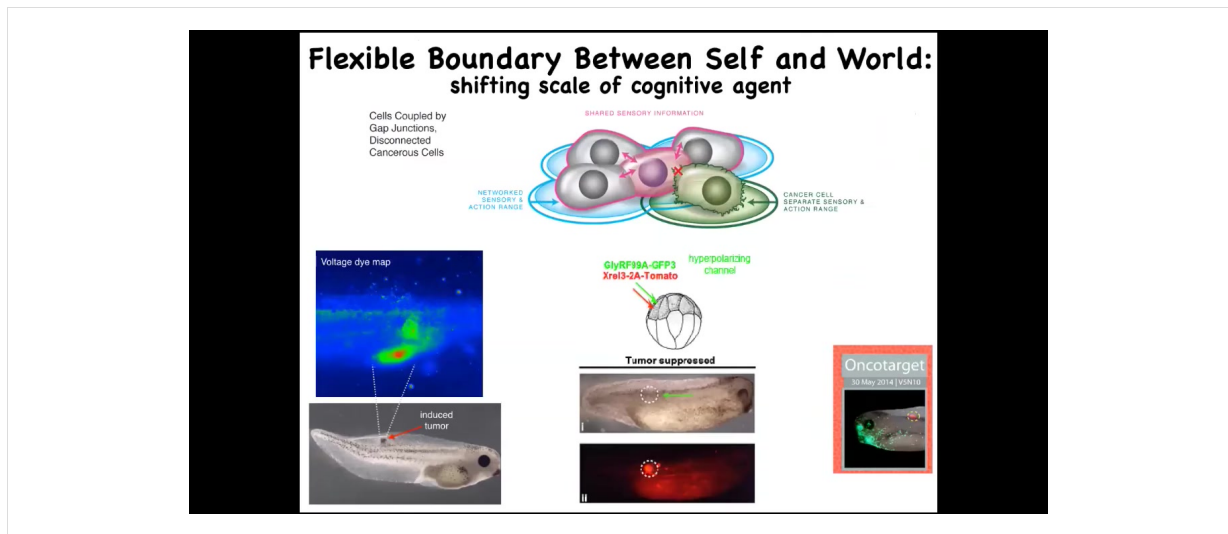 Flexible Boundary Between Self and World:
shifting scale of cognitive agent
Cells Coupled by
Gap Junctions,
Disconnected
Cancerous Cells
SHARED SENSORY INFORMATION
NETWORKED
SENSORY &
ACTION RANGE
CANCER CELL
SEPARATE SENSORY &
ACTION RANGE
Voltage dye map
induced
tumor
GlyRF99A-GFP3
Xrel3-2A-Tomato
hyperpolarizing
channel
Tumor suppressed
i
ii
Oncotarget
30 May 2014 | V5N10